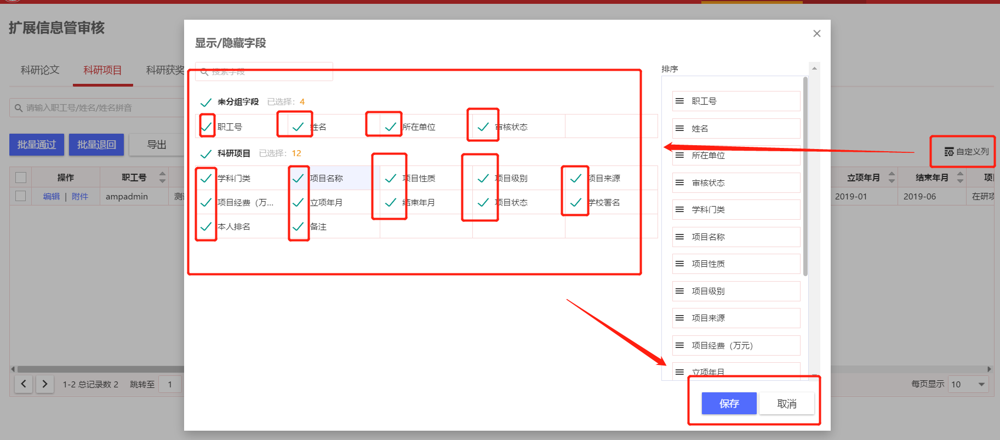 扩展信息管审核
科研论文 科研项目 科研获奖
请输入职工号/姓名/姓名拼音
批量通过 批量退回 导出
自定义列
操作 职工号 立项年月 结束年月 项目
编辑 | 附件 ampadmin 测试 2019-01 2019-06 在研项
1-2 总记录数 2 跳转至 1
每页显示 10
显示/隐藏字段
搜索字段
未分组字段 已选择：4
职工号 姓名 所在单位 审核状态
科研项目 已选择：12
学科门类 项目名称 项目性质 项目级别 项目来源
项目经费（万... 立项年月 结束年月 项目状态 学校署名
本人排名 备注
排序
职工号
姓名
所在单位
审核状态
学科门类
项目名称
项目性质
项目级别
项目来源
项目经费（万元）
立项年月
保存 取消